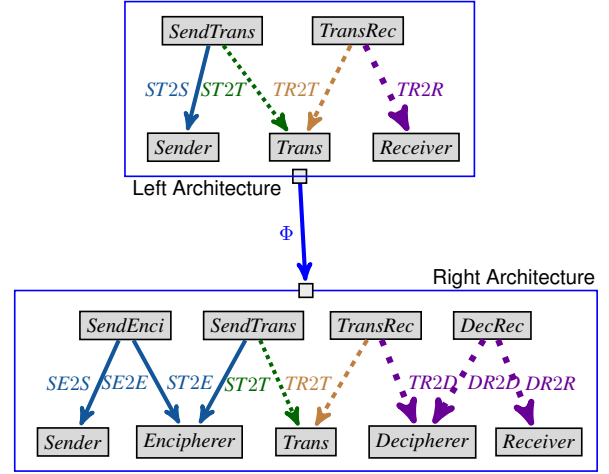 SendTrans TransRec
ST2S ST2T TR2T TR2R
Sender Trans Receiver
Left Architecture
Φ
Right Architecture
SendEnci SendTrans TransRec DecRec
SE2S SE2E ST2E ST2T TR2T TR2D DR2D DR2R
Sender Encipherer Trans Decipherer Receiver